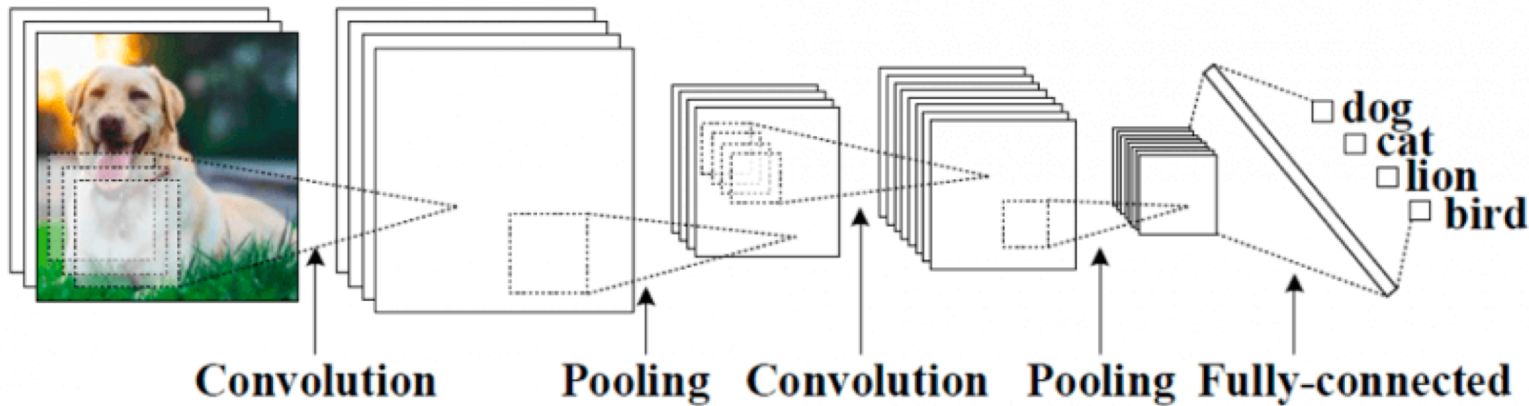 dog
cat
lion
bird
Convolution Pooling Convolution Pooling Fully-connected